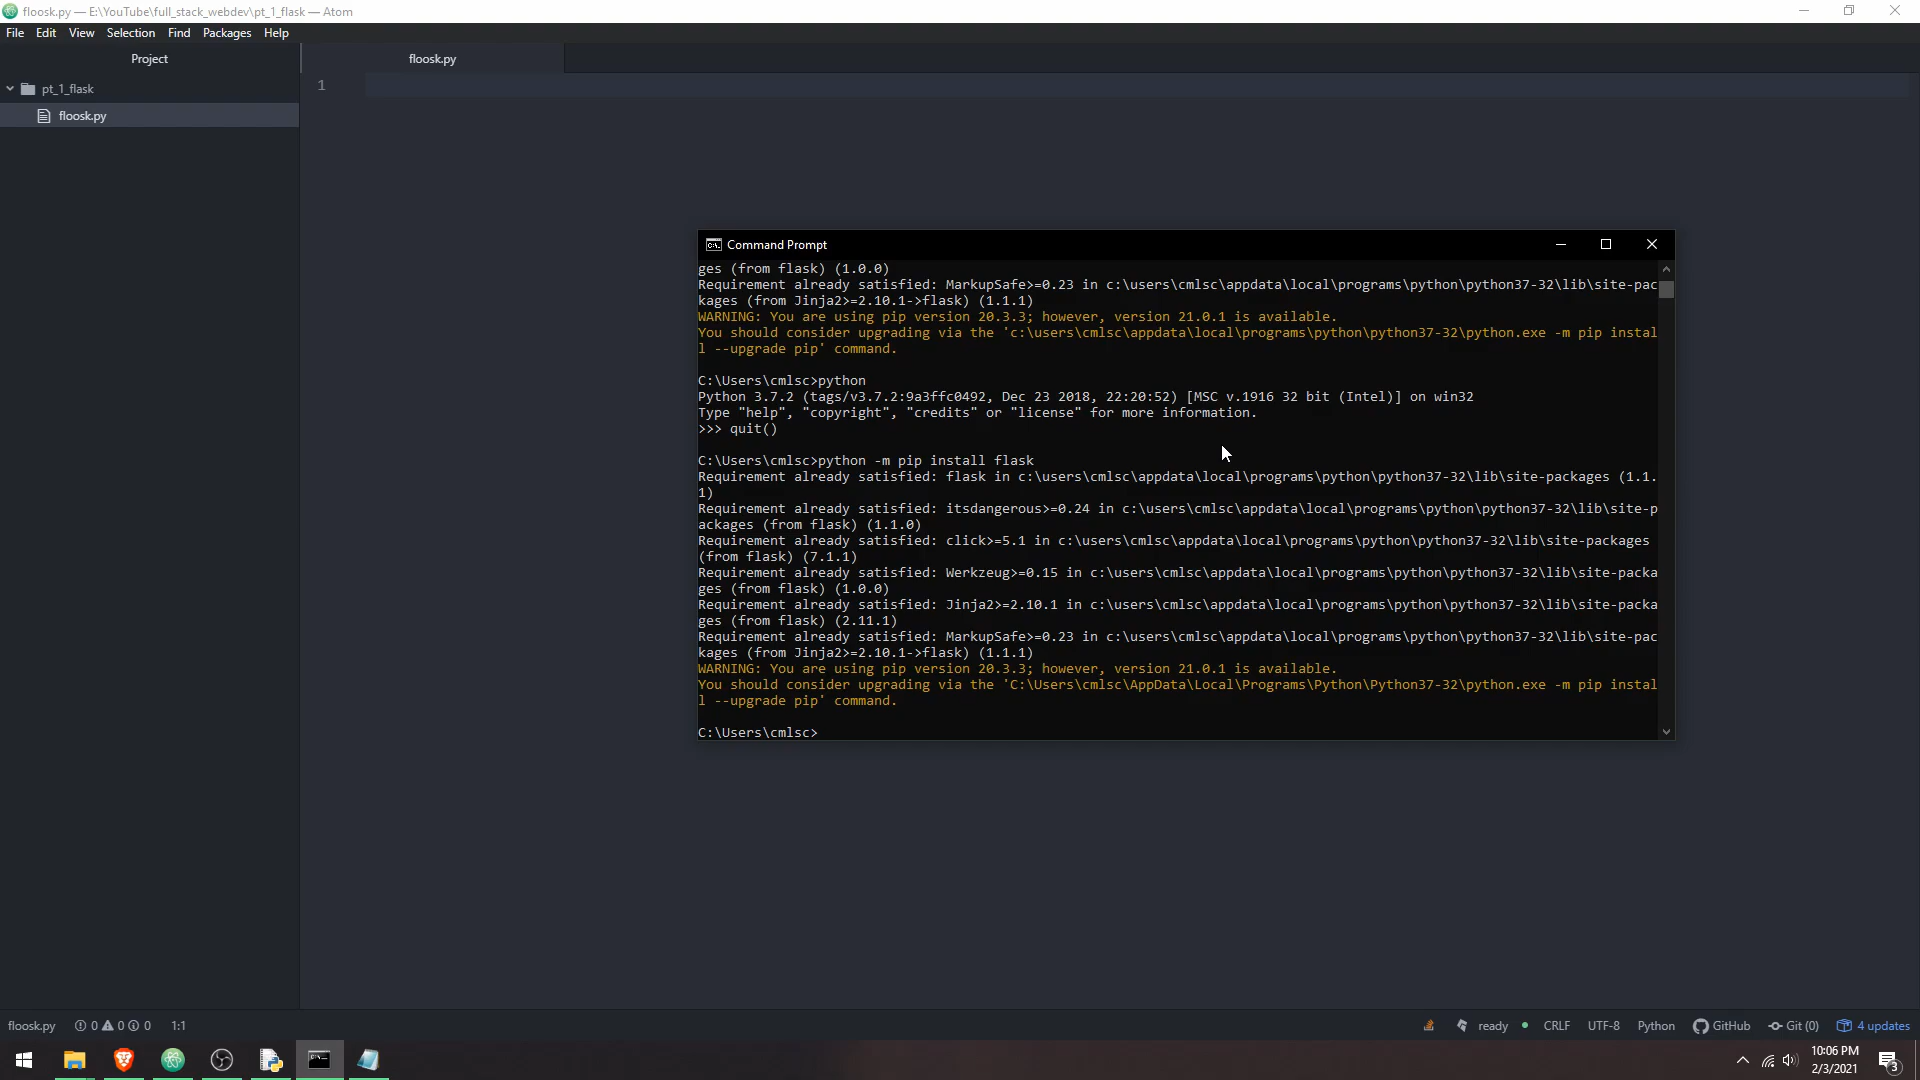 floosk.py — E:\YouTube\full_stack_webdev\pt_1_flask — Atom
File Edit View Selection Find Packages Help
Project
floosk.py
pt_1_flask
floosk.py
1
Command Prompt
ges (from flask) (1.0.0)
Requirement already satisfied: MarkupSafe>=0.23 in c:\users\cmlsc\appdata\local\programs\python\python37-32\lib\site-pac
kages (from Jinja2>=2.10.1->flask) (1.1.1)
WARNING: You are using pip version 20.3.3; however, version 21.0.1 is available.
You should consider upgrading via the 'c:\users\cmlsc\appdata\local\programs\python\python37-32\python.exe -m pip instal
l --upgrade pip' command.
C:\Users\cmlsc>python
Python 3.7.2 (tags/v3.7.2:9a3ffc0492, Dec 23 2018, 22:20:52) [MSC v.1916 32 bit (Intel)] on win32
Type "help", "copyright", "credits" or "license" for more information.
>>> quit()
C:\Users\cmlsc>python -m pip install flask
Requirement already satisfied: flask in c:\users\cmlsc\appdata\local\programs\python\python37-32\lib\site-packages (1.1.
1)
Requirement already satisfied: itsdangerous>=0.24 in c:\users\cmlsc\appdata\local\programs\python\python37-32\lib\site-p
ackages (from flask) (1.1.0)
Requirement already satisfied: click>=5.1 in c:\users\cmlsc\appdata\local\programs\python\python37-32\lib\site-packages
(from flask) (7.1.1)
Requirement already satisfied: Werkzeug>=0.15 in c:\users\cmlsc\appdata\local\programs\python\python37-32\lib\site-packa
ges (from flask) (1.0.0)
Requirement already satisfied: Jinja2>=2.10.1 in c:\users\cmlsc\appdata\local\programs\python\python37-32\lib\site-packa
ges (from flask) (2.11.1)
Requirement already satisfied: MarkupSafe>=0.23 in c:\users\cmlsc\appdata\local\programs\python\python37-32\lib\site-pac
kages (from Jinja2>=2.10.1->flask) (1.1.1)
WARNING: You are using pip version 20.3.3; however, version 21.0.1 is available.
You should consider upgrading via the 'C:\Users\cmlsc\AppData\Local\Programs\Python\Python37-32\python.exe -m pip instal
l --upgrade pip' command.
C:\Users\cmlsc>
floosk.py 0 0 0 1:1 ready CRLF UTF-8 Python GitHub Git (0) 4 updates
10:06 PM
2/3/2021
3